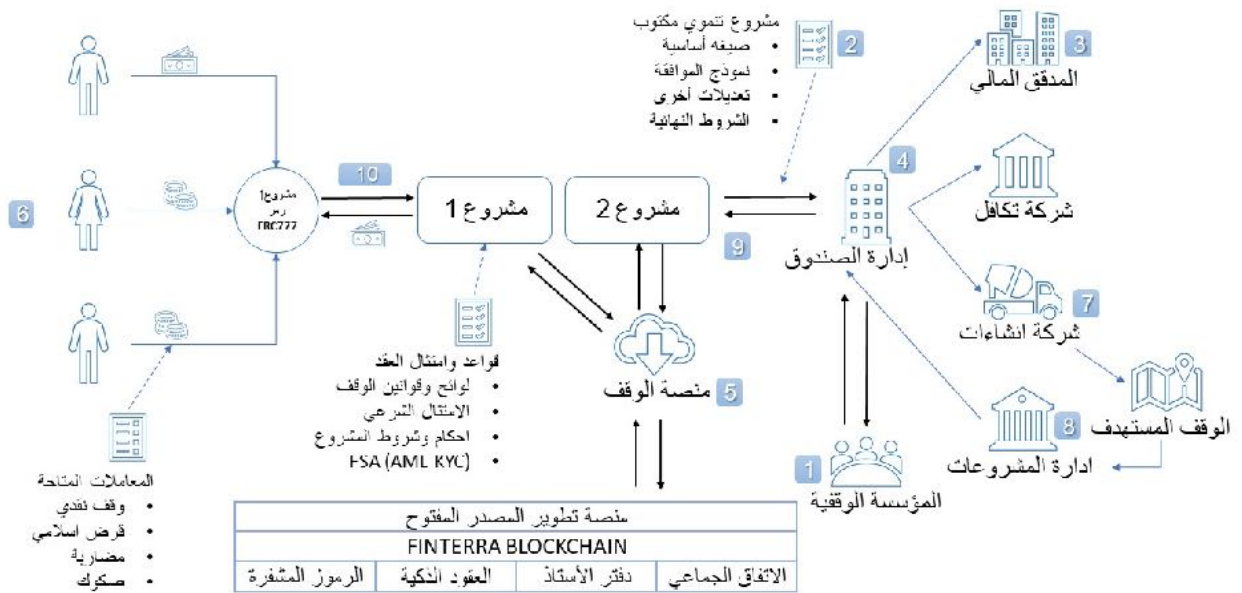 مشروع تنموي مكتوب
• صيغه أساسية
• نموذج الموافقة
• تعديلات أخرى
• الشروط النهائية
2
3
المدقق المالي
4
إدارة الصندوق
شركة تكافل
7
شركة انشاءات
الوقف المستهدف
8
ادارة المشروعات
1
المؤسسة الوقفية
9
مشروع 2
مشروع 1
10
مشروع1
رمز
ERC777
6
5
منصة الوقف
قواعد وامتثال العقد
• لوائح وقوانين الوقف
• الامتثال الشرعي
• احكام وشروط المشروع
• FSA (AML KYC)
المعاملات المتاحة
• وقف نقدي
• قرض اسلامي
• مضاربة
• صكوك
منصة تطوير المصدر المفتوح
FINTERRA BLOCKCHAIN
الاتفاق الجماعي
دفتر الأستاذ
العقود الذكية
الرموز المشفرة